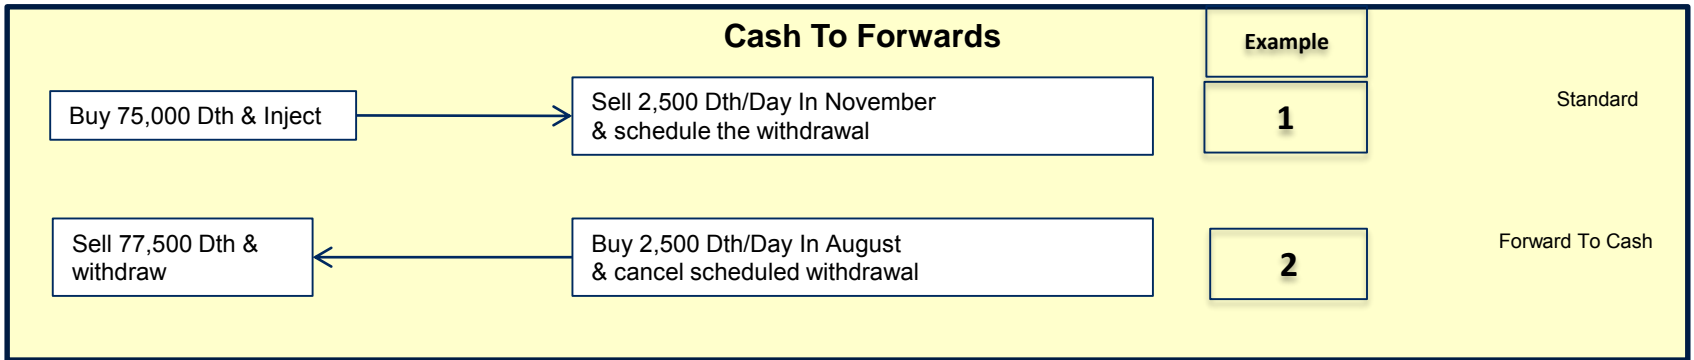 Cash To Forwards
Example
Buy 75,000 Dth & Inject
Sell 2,500 Dth/Day In November
& schedule the withdrawal
1
Standard
Sell 77,500 Dth &
withdraw
Buy 2,500 Dth/Day In August
& cancel scheduled withdrawal
2
Forward To Cash